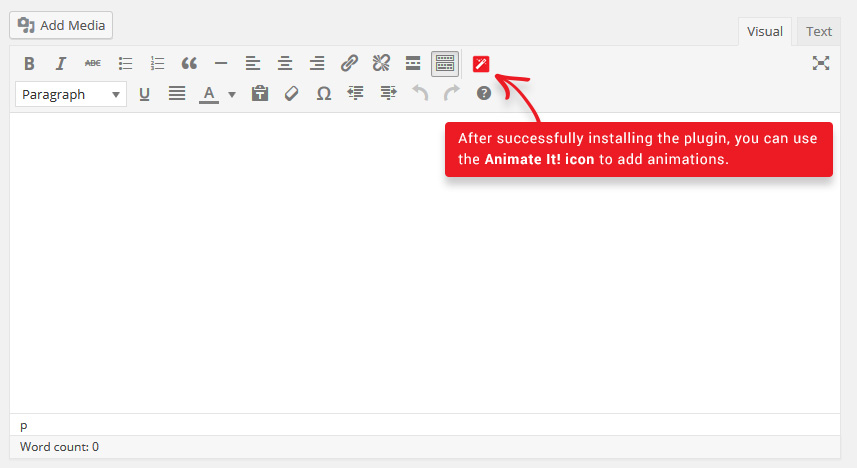 Add Media
Visual Text
B I ABC
Paragraph U A T Ω ?
After successfully installing the plugin, you can use
the Animate It! icon to add animations.
p
Word count: 0